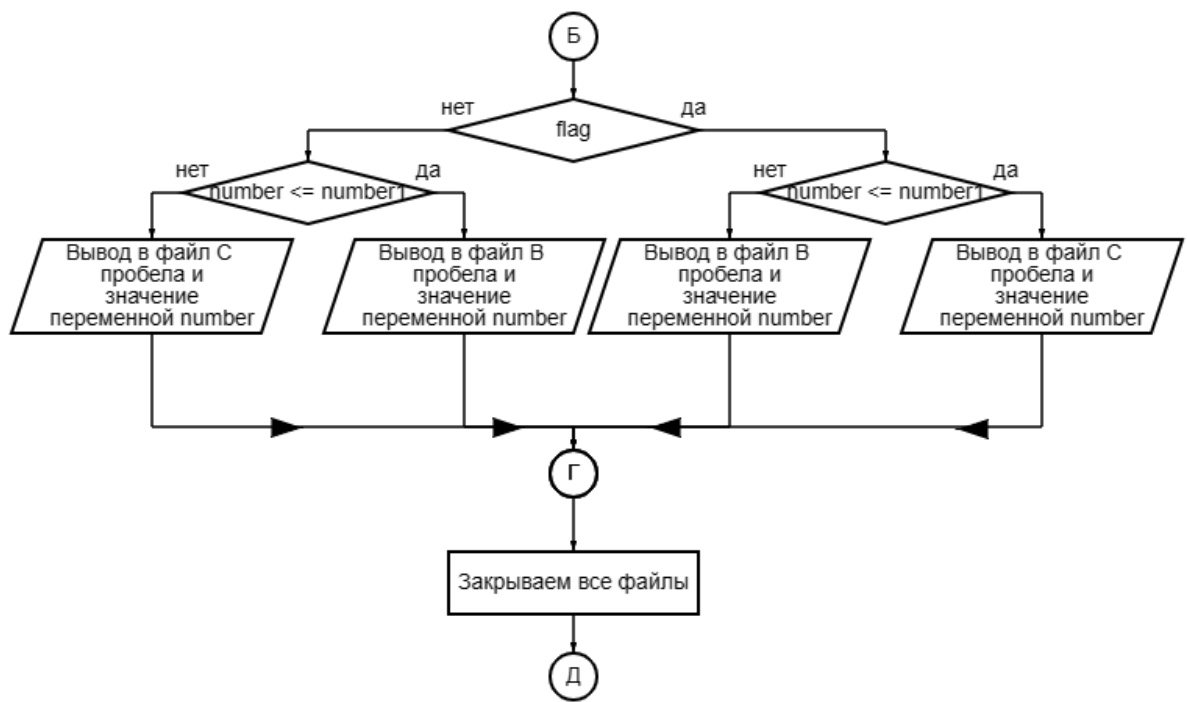 Б
нет
да
flag
нет
да
нет
да
number <= number1
number <= number1
Вывод в файл С
пробела и
значение
переменной number
Вывод в файл В
пробела и
значение
переменной number
Вывод в файл В
пробела и
значение
переменной number
Вывод в файл С
пробела и
значение
переменной number
Г
Закрываем все файлы
Д